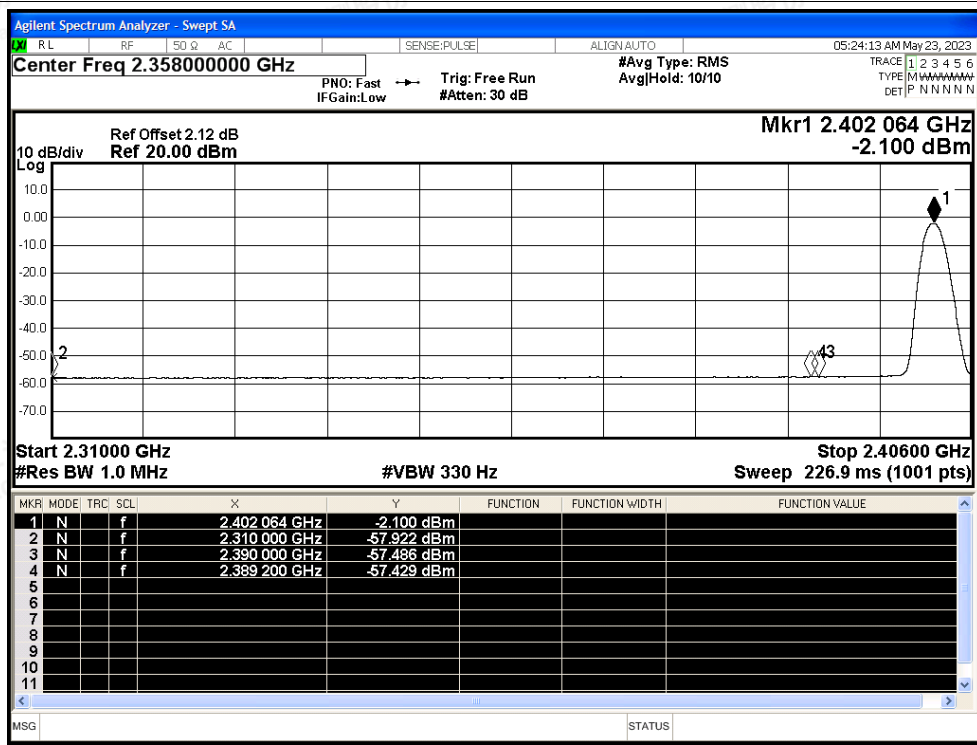 Agilent Spectrum Analyzer - Swept SA
LXI RL RF 50 Ω AC SENSE:PULSE ALIGN AUTO 05:24:13 AM May 23, 2023
Center Freq 2.358000000 GHz
PNO: Fast Trig: Free Run #Avg Type: RMS TRACE 1 2 3 4 5 6
IFGain:Low #Atten: 30 dB Avg|Hold: 10/10 TYPE M WWWWW
DET P N N N N N
Mkr1 2.402 064 GHz
-2.100 dBm
Ref Offset 2.12 dB
10 dB/div Ref 20.00 dBm
Log
10.0
0.00
-10.0
-20.0
-30.0
-40.0
-50.0
-60.0
-70.0
1
2
43
Start 2.31000 GHz Stop 2.40600 GHz
#Res BW 1.0 MHz #VBW 330 Hz Sweep 226.9 ms (1001 pts)
MKR MODE TRC SCL X Y FUNCTION FUNCTION WIDTH FUNCTION VALUE
1 N f 2.402 064 GHz -2.100 dBm
2 N f 2.310 000 GHz -57.922 dBm
3 N f 2.390 000 GHz -57.486 dBm
4 N f 2.389 200 GHz -57.429 dBm
5
6
7
8
9
10
11
MSG STATUS